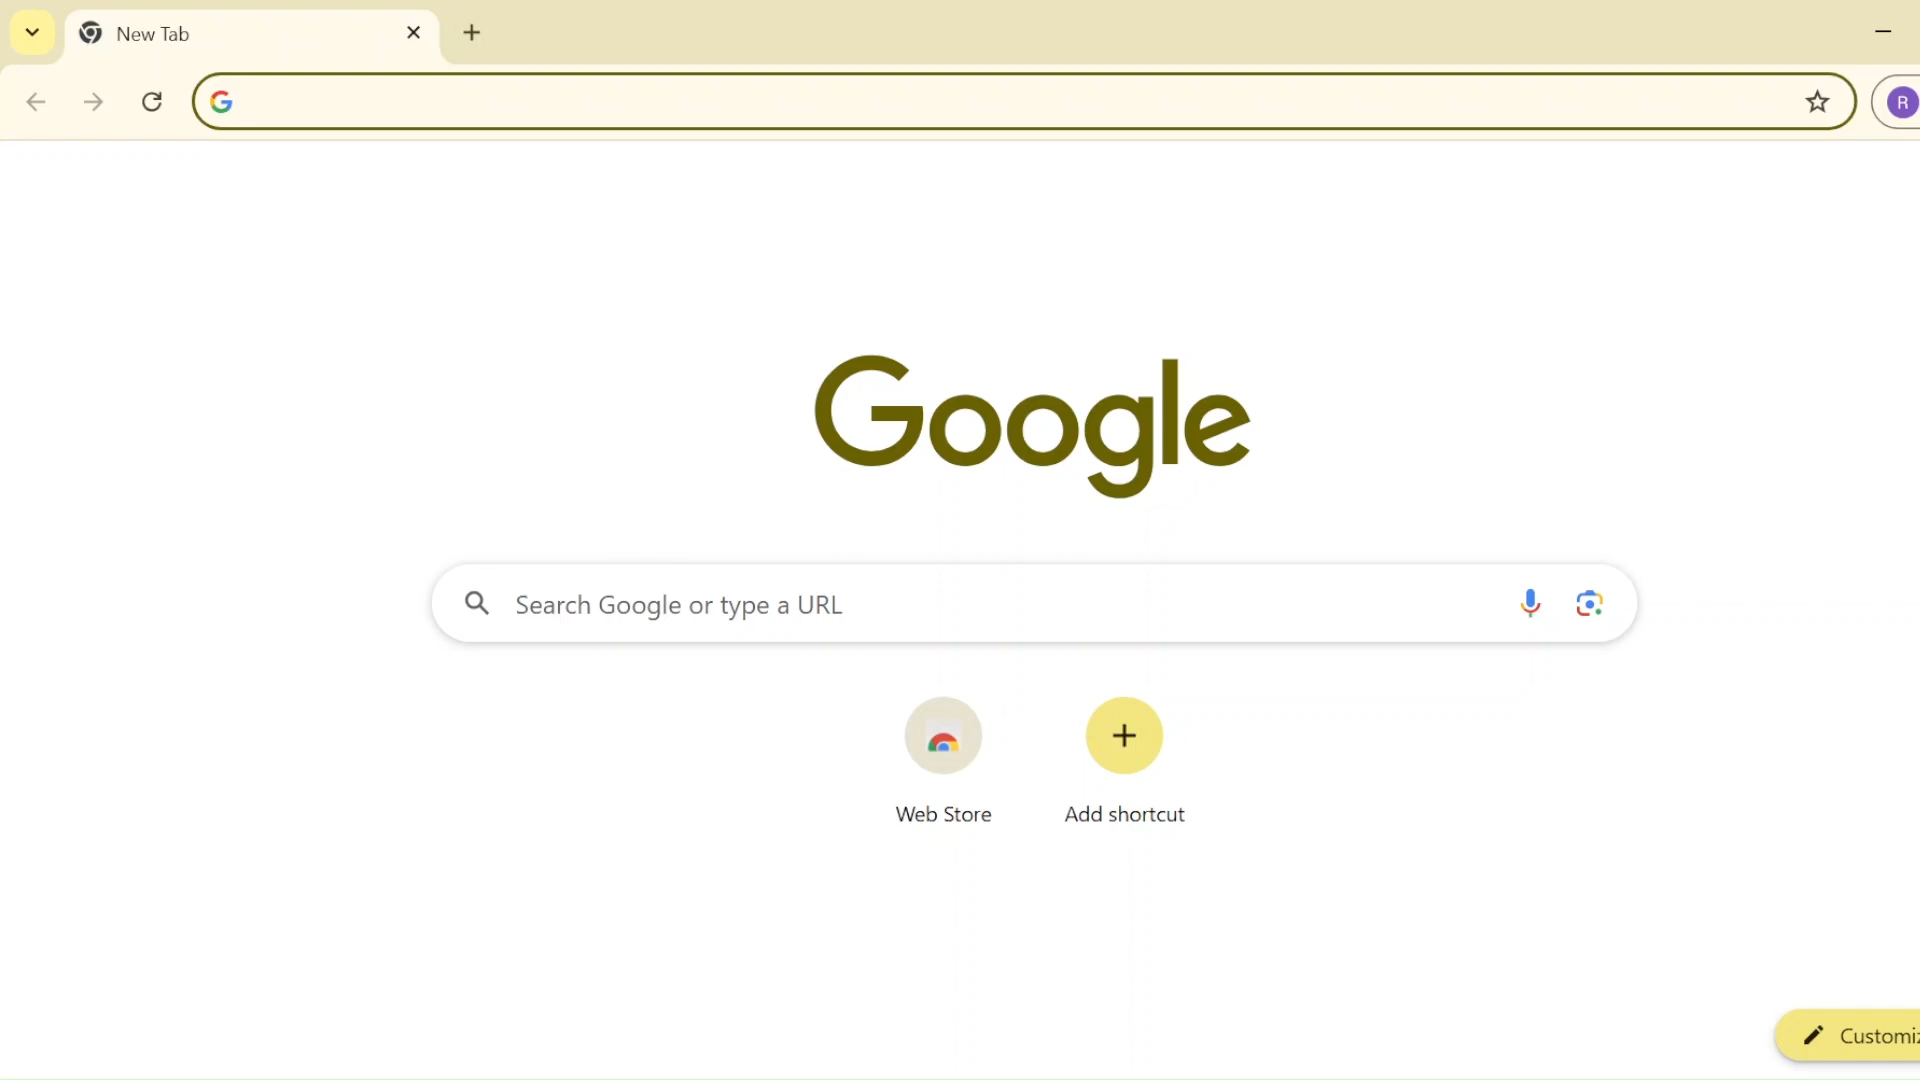 New Tab
R
Google
Search Google or type a URL
Web Store
Add shortcut
Customiz